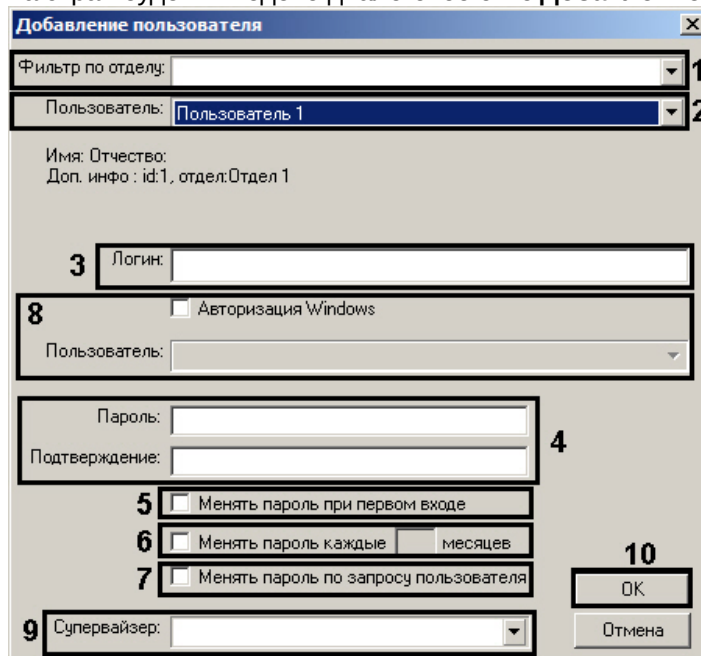 Добавление пользователя
Фильтр по отделу: 1
Пользователь: Пользователь 1 2
Имя: Отчество:
Доп. инфо : id:1, отдел:Отдел 1
3 Логин:
8 Авторизация Windows
Пользователь:
Пароль:
Подтверждение: 4
5 Менять пароль при первом входе
6 Менять пароль каждые месяцев
7 Менять пароль по запросу пользователя
10
OK
9 Супервайзер:
Отмена